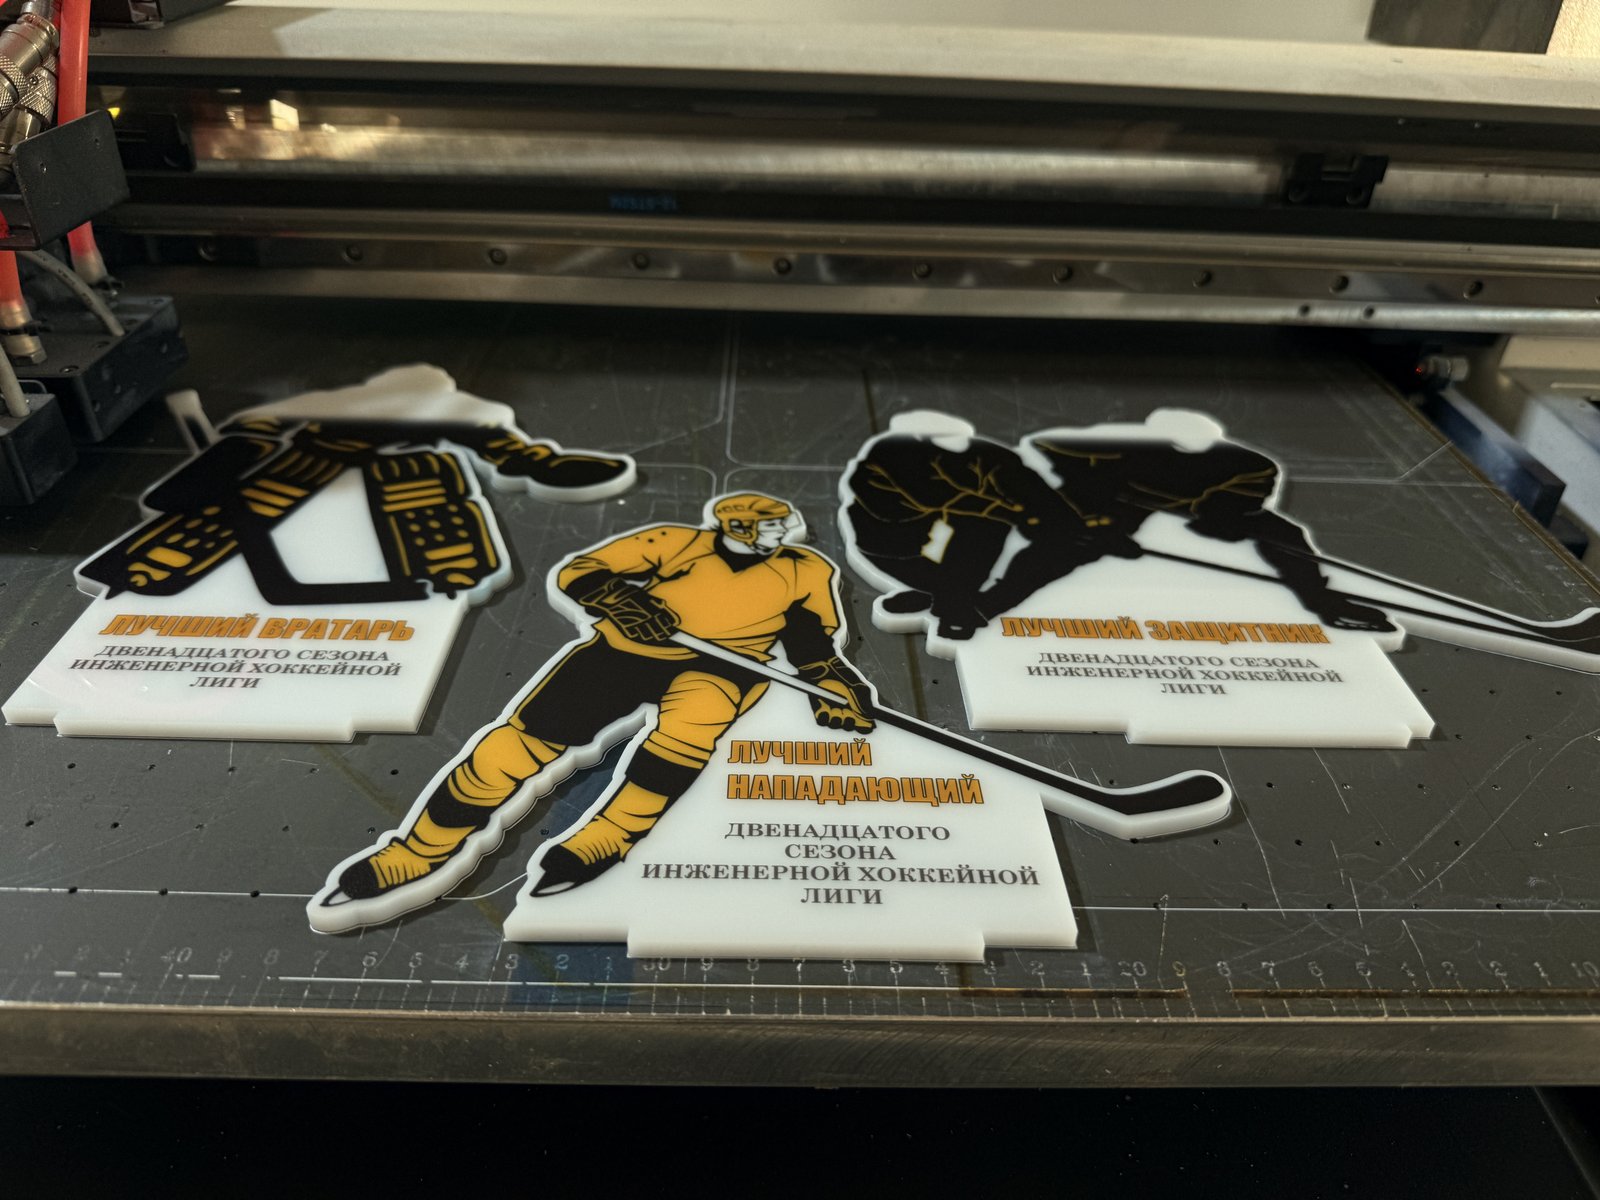 ЛУЧШИЙ ВРАТАРЬ
ДВЕНАДЦАТОГО СЕЗОНА
ИНЖЕНЕРНОЙ ХОККЕЙНОЙ
ЛИГИ
ЛУЧШИЙ
НАПАДАЮЩИЙ
ДВЕНАДЦАТОГО
СЕЗОНА
ИНЖЕНЕРНОЙ ХОККЕЙНОЙ
ЛИГИ
ЛУЧШИЙ ЗАЩИТНИК
ДВЕНАДЦАТОГО СЕЗОНА
ИНЖЕНЕРНОЙ ХОККЕЙНОЙ
ЛИГИ